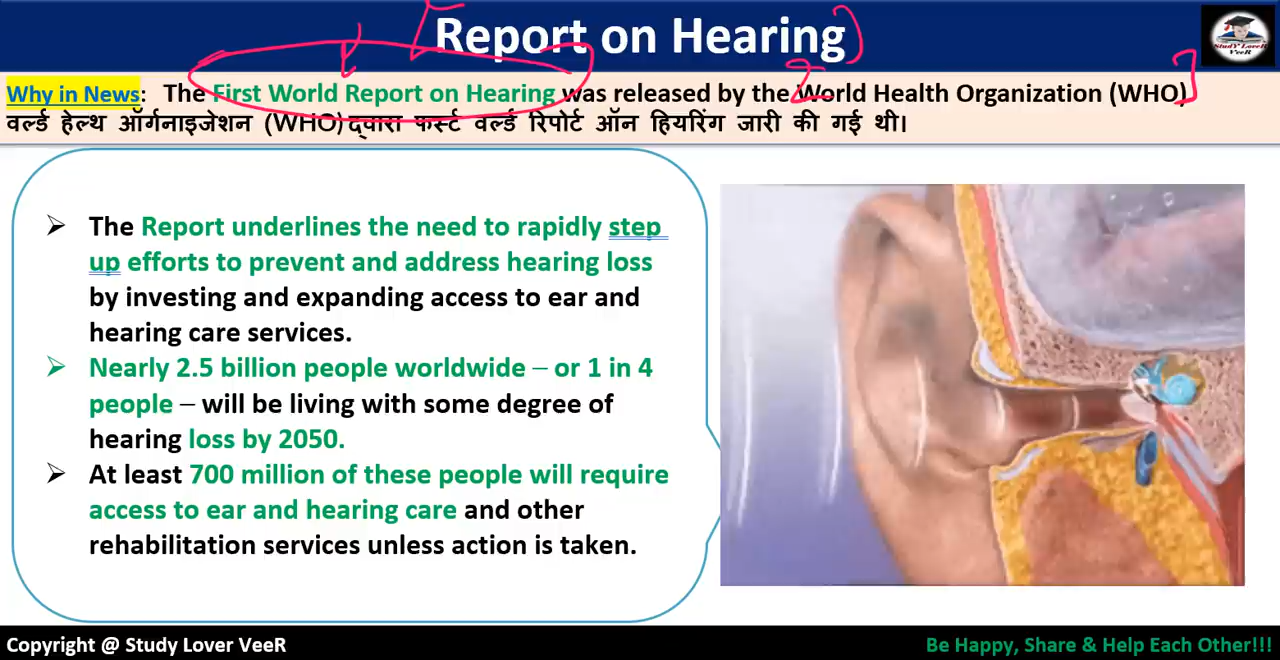 Report on Hearing
StudY LoveR
VeeR
Why in News: The First World Report on Hearing was released by the World Health Organization (WHO)
वर्ल्ड हेल्थ ऑर्गनाइजेशन (WHO) द्वारा फर्स्ट वर्ल्ड रिपोर्ट ऑन हियरिंग जारी की गई थी।
The Report underlines the need to rapidly step
up efforts to prevent and address hearing loss
by investing and expanding access to ear and
hearing care services.
Nearly 2.5 billion people worldwide – or 1 in 4
people – will be living with some degree of
hearing loss by 2050.
At least 700 million of these people will require
access to ear and hearing care and other
rehabilitation services unless action is taken.
Copyright @ Study Lover VeeR
Be Happy, Share & Help Each Other!!!